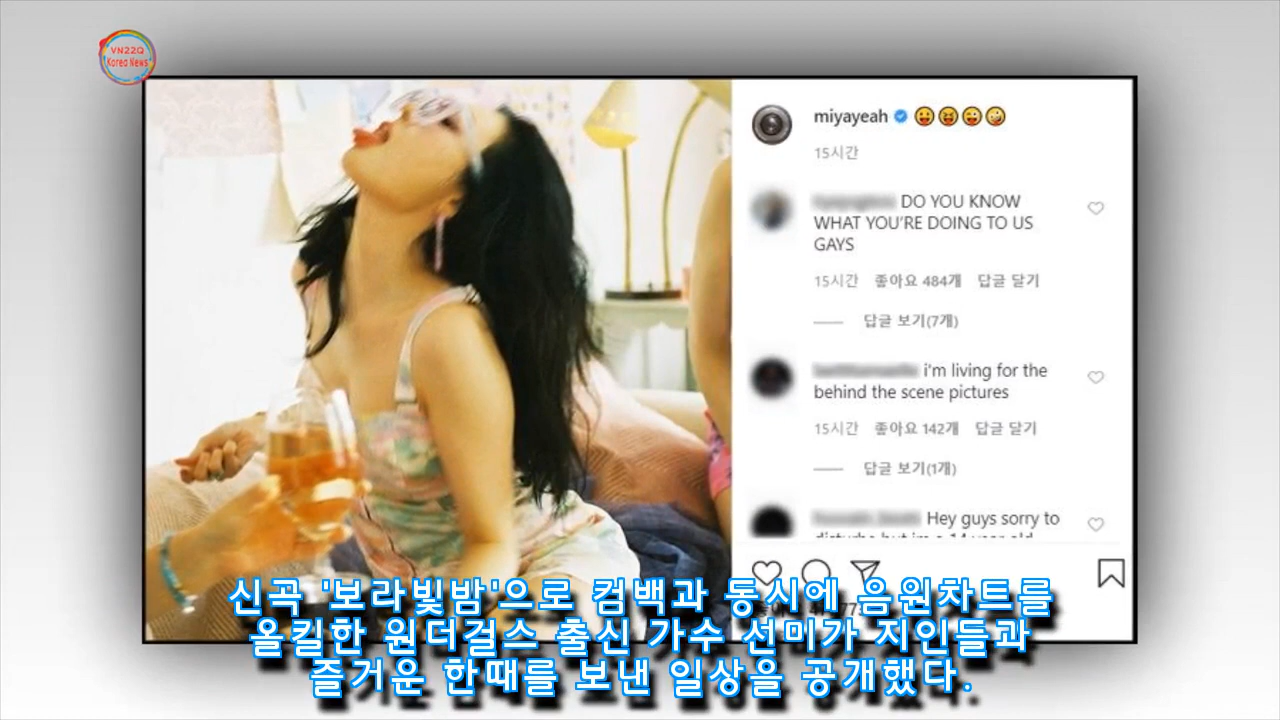 VN22Q
Korea News
miyayeah 😛😝😜🤪
15시간
DO YOU KNOW
WHAT YOU'RE DOING TO US
GAYS
15시간 좋아요 484개 답글 달기
답글 보기(7개)
i'm living for the
behind the scene pictures
15시간 좋아요 142개 답글 달기
답글 보기(1개)
Hey guys sorry to
신곡 '보라빛밤'으로 컴백과 동시에 음원차트를
올킬한 원더걸스 출신 가수 선미가 지인들과
즐거운 한때를 보낸 일상을 공개했다.